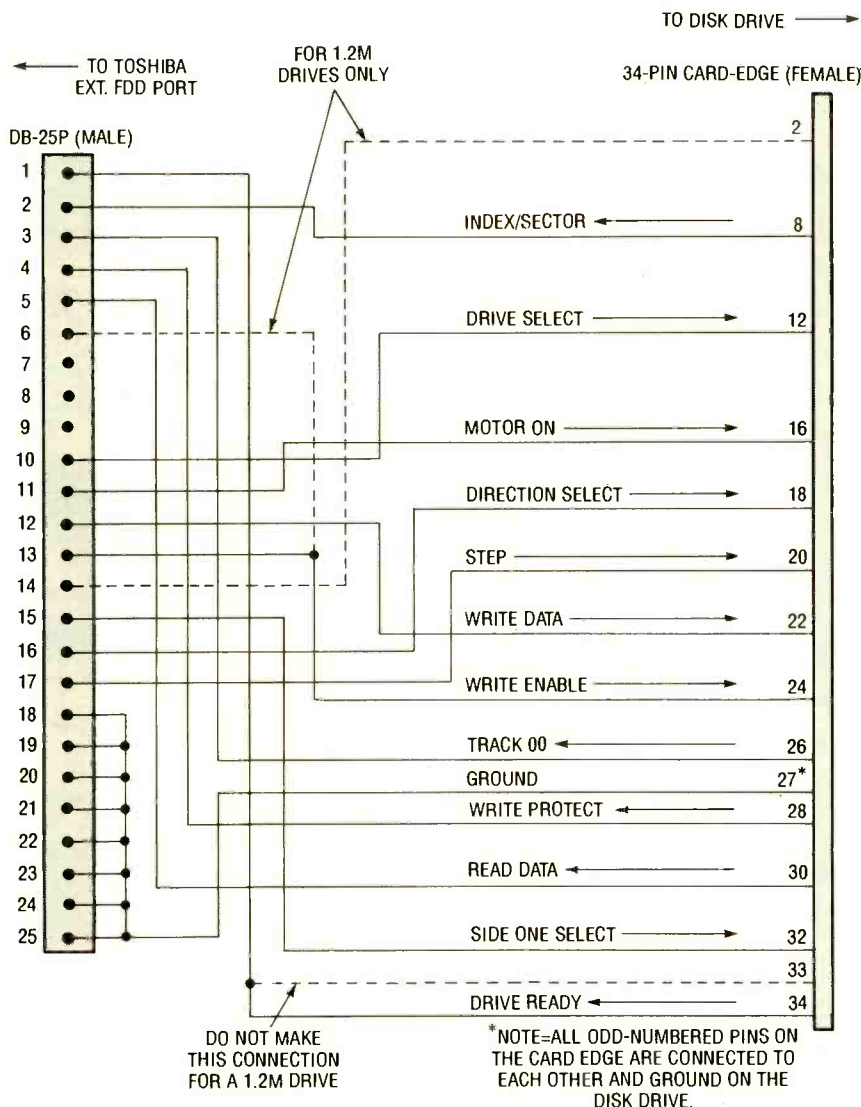 TO DISK DRIVE
TO TOSHIBA
EXT. FDD PORT
FOR 1.2M
DRIVES ONLY
34-PIN CARD-EDGE (FEMALE)
DB-25P (MALE)
1
2
3
4
5
6
7
8
9
10
11
12
13
14
15
16
17
18
19
20
21
22
23
24
25
2
INDEX/SECTOR 8
DRIVE SELECT 12
MOTOR ON 16
DIRECTION SELECT 18
STEP 20
WRITE DATA 22
WRITE ENABLE 24
TRACK 00 26
GROUND 27*
WRITE PROTECT 28
READ DATA 30
SIDE ONE SELECT 32
33
DRIVE READY 34
DO NOT MAKE
THIS CONNECTION
FOR A 1.2M DRIVE
*NOTE=ALL ODD-NUMBERED PINS ON
THE CARD EDGE ARE CONNECTED TO
EACH OTHER AND GROUND ON THE
DISK DRIVE.